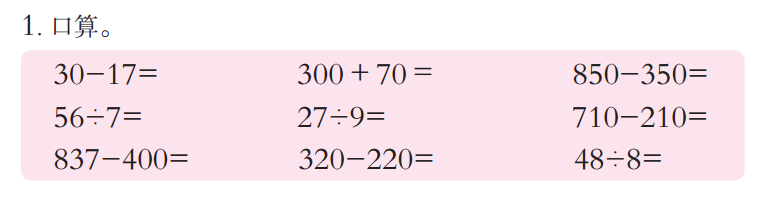 1. 口算。
30−17= 300+70= 850−350=
56÷7= 27÷9= 710−210=
837−400= 320−220= 48÷8=